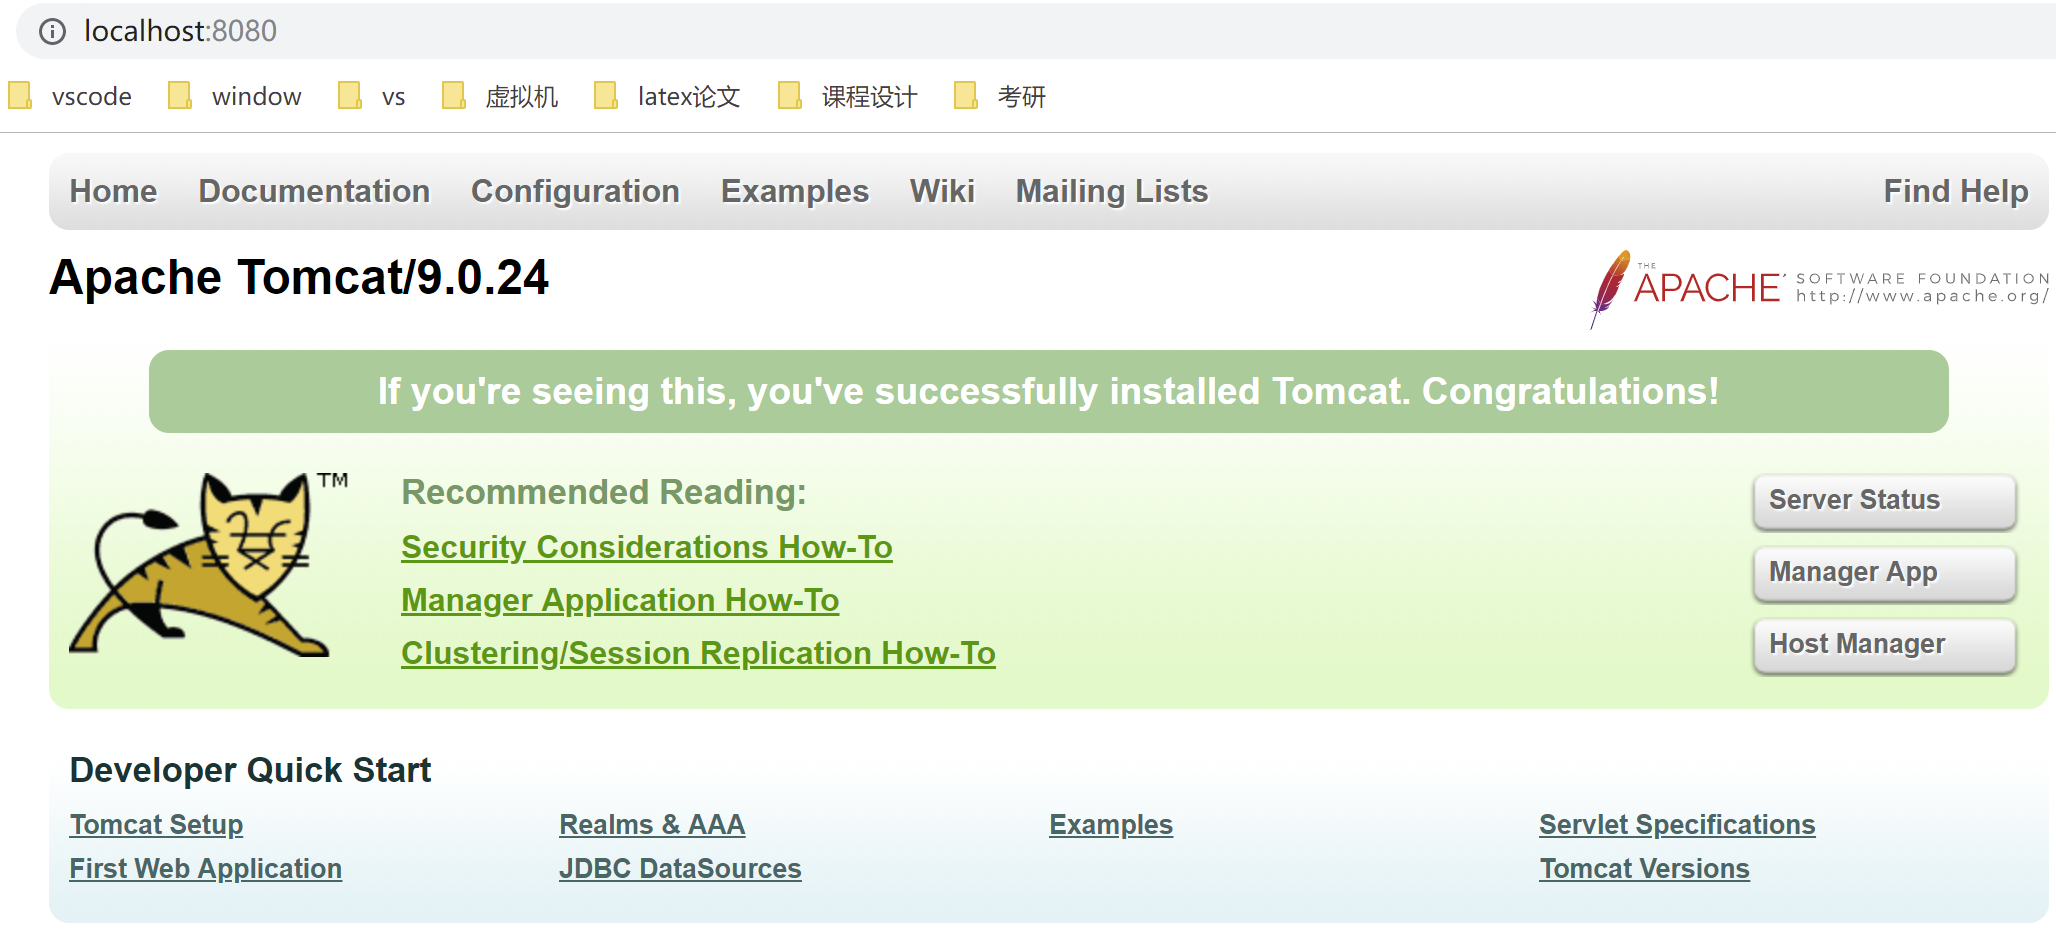 localhost:8080
vscode window vs 虚拟机 latex论文 课程设计 考研
Home Documentation Configuration Examples Wiki Mailing Lists Find Help
Apache Tomcat/9.0.24
THE APACHE SOFTWARE FOUNDATION
http://www.apache.org/
If you're seeing this, you've successfully installed Tomcat. Congratulations!
TM
Recommended Reading:
Security Considerations How-To
Manager Application How-To
Clustering/Session Replication How-To
Server Status
Manager App
Host Manager
Developer Quick Start
Tomcat Setup
First Web Application
Realms & AAA
JDBC DataSources
Examples
Servlet Specifications
Tomcat Versions